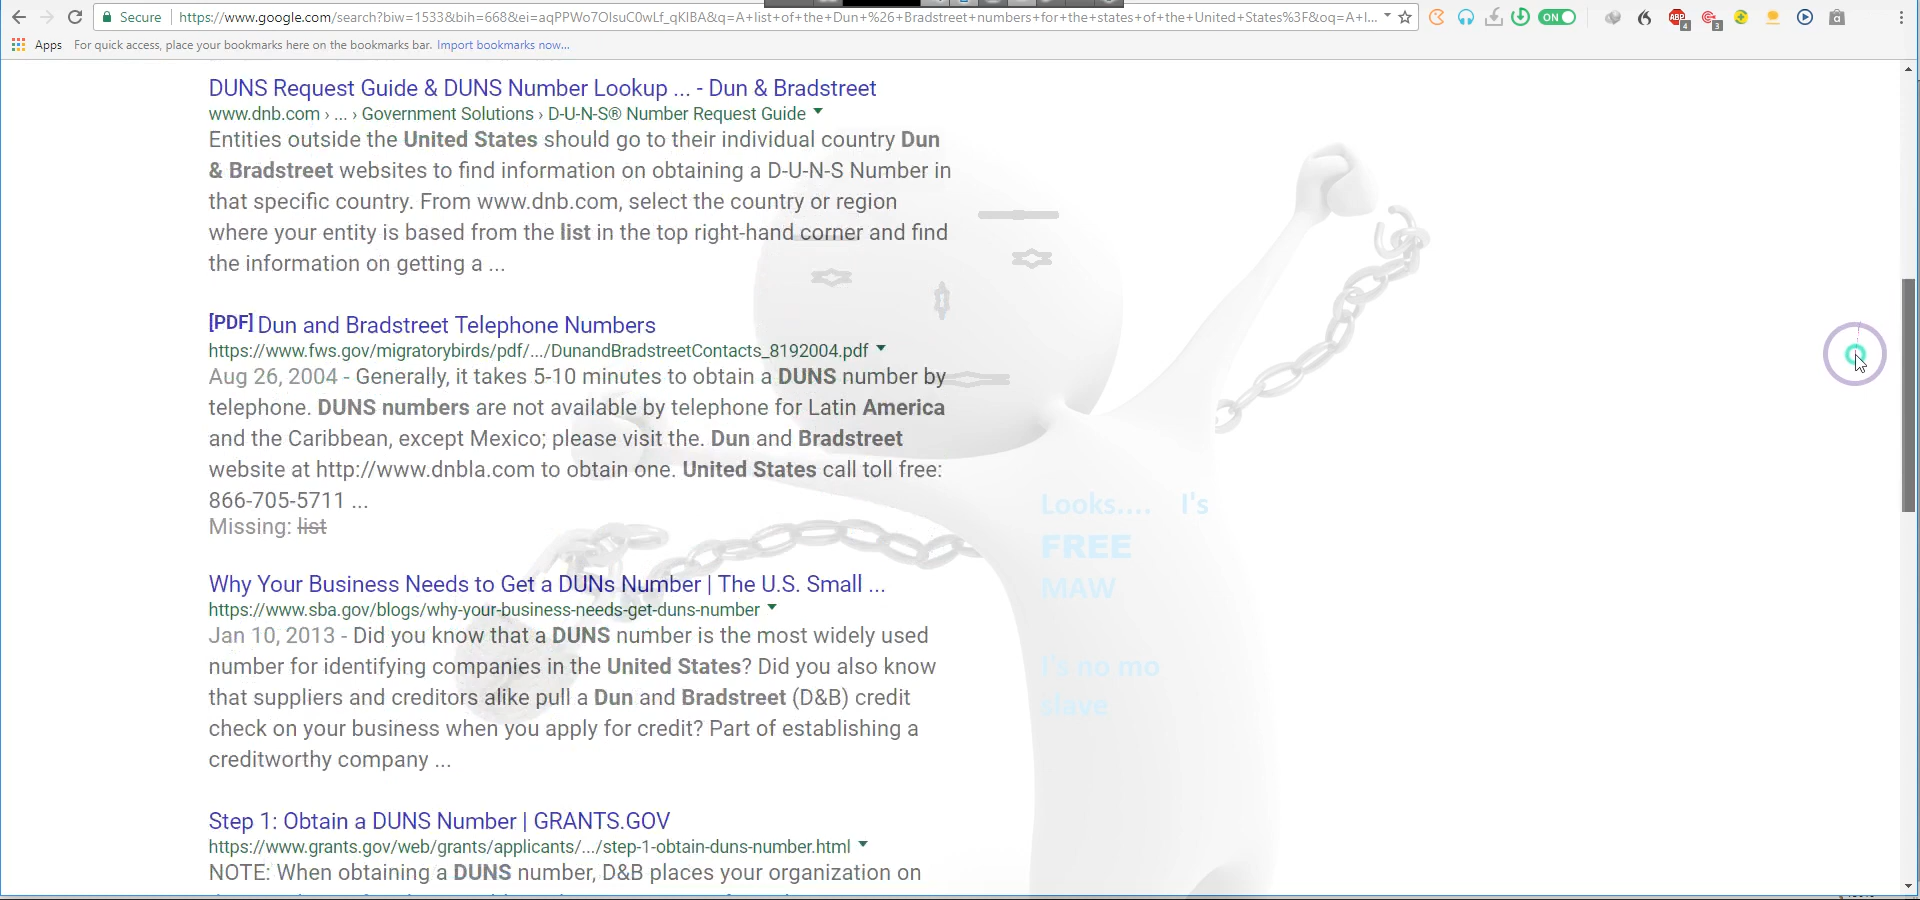 Secure
https://www.google.com/search?biw=1533&bih=668&ei=aqPPWo7OIsuC0wLf_qKIBA&q=A+list+of+the+Dun+%26+Bradstreet+numbers+for+the+states+of+the+United+States%3F&oq=A+l...
ON
4
3
Apps
For quick access, place your bookmarks here on the bookmarks bar. Import bookmarks now...
DUNS Request Guide & DUNS Number Lookup ... - Dun & Bradstreet
www.dnb.com › ... › Government Solutions › D-U-N-S® Number Request Guide
Entities outside the United States should go to their individual country Dun
& Bradstreet websites to find information on obtaining a D-U-N-S Number in
that specific country. From www.dnb.com, select the country or region
where your entity is based from the list in the top right-hand corner and find
the information on getting a ...
[PDF] Dun and Bradstreet Telephone Numbers
https://www.fws.gov/migratorybirds/pdf/.../DunandBradstreetContacts_8192004.pdf
Aug 26, 2004 - Generally, it takes 5-10 minutes to obtain a DUNS number by
telephone. DUNS numbers are not available by telephone for Latin America
and the Caribbean, except Mexico; please visit the. Dun and Bradstreet
website at http://www.dnbla.com to obtain one. United States call toll free:
866-705-5711 ...
Missing: list
Why Your Business Needs to Get a DUNs Number | The U.S. Small ...
https://www.sba.gov/blogs/why-your-business-needs-get-duns-number
Jan 10, 2013 - Did you know that a DUNS number is the most widely used
number for identifying companies in the United States? Did you also know
that suppliers and creditors alike pull a Dun and Bradstreet (D&B) credit
check on your business when you apply for credit? Part of establishing a
creditworthy company ...
Step 1: Obtain a DUNS Number | GRANTS.GOV
https://www.grants.gov/web/grants/applicants/.../step-1-obtain-duns-number.html
NOTE: When obtaining a DUNS number, D&B places your organization on
Looks.... I's
FREE
MAW
I's no mo
slave